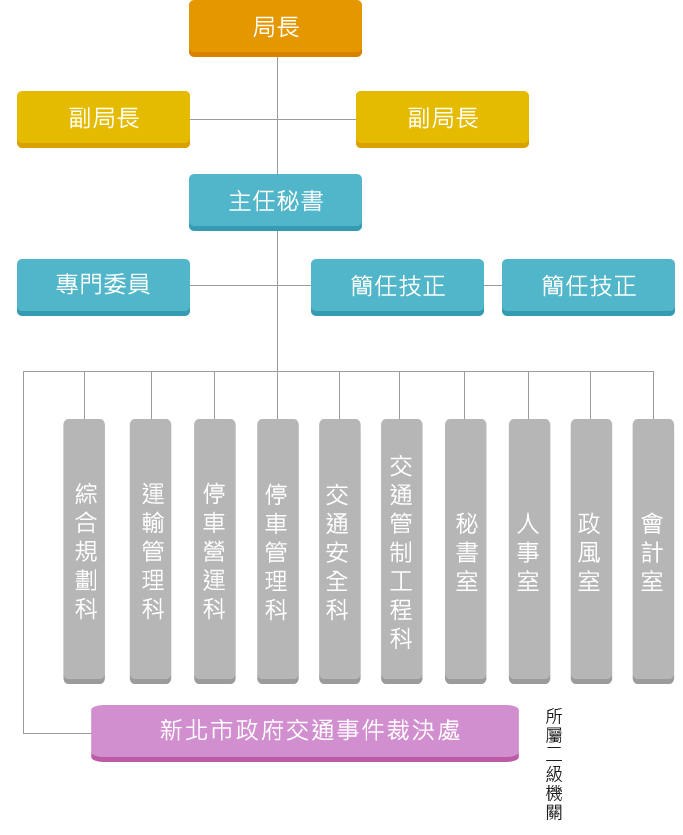 局長
副局長
副局長
主任秘書
專門委員
簡任技正
簡任技正
綜合規劃科
運輸管理科
停車營運科
停車管理科
交通安全科
交通管制工程科
秘書室
人事室
政風室
會計室
新北市政府交通事件裁決處
所屬二級機關